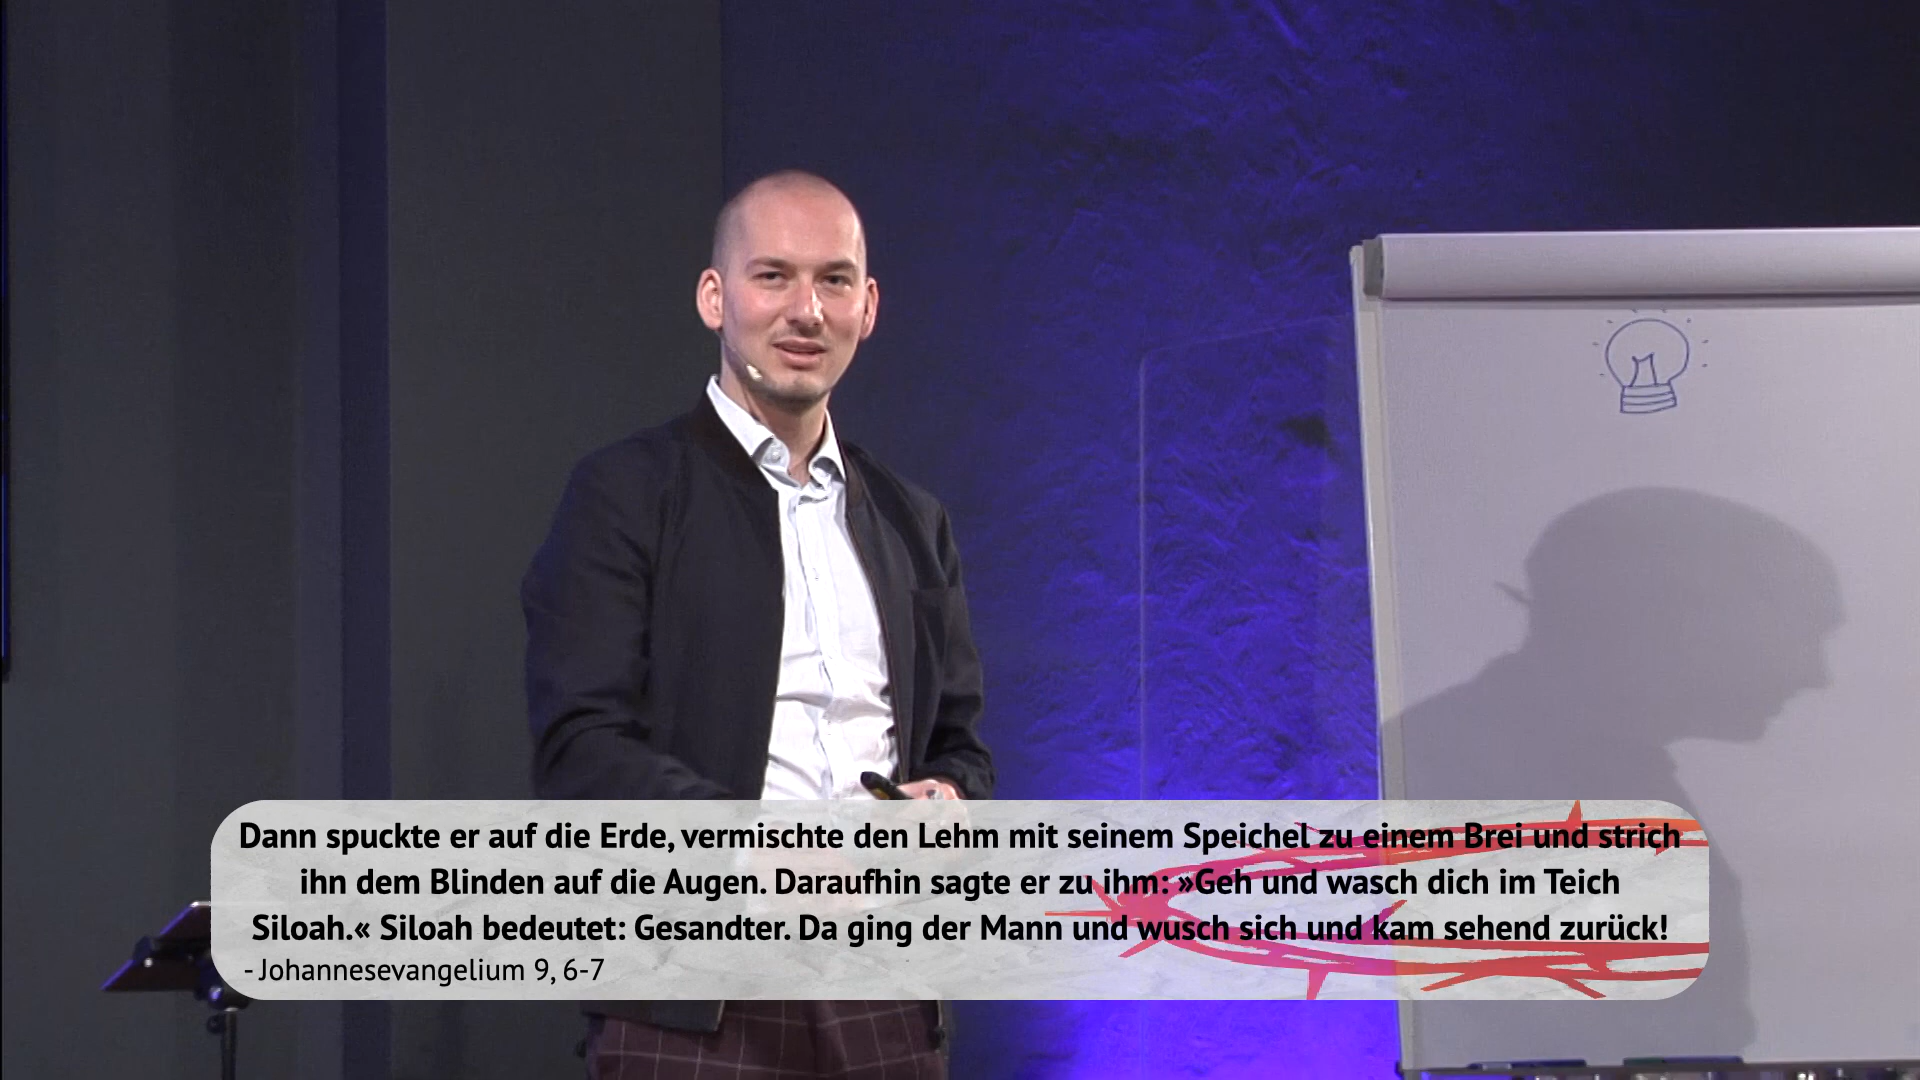 Dann spuckte er auf die Erde, vermischte den Lehm mit seinem Speichel zu einem Brei und strich
ihn dem Blinden auf die Augen. Daraufhin sagte er zu ihm: »Geh und wasch dich im Teich
Siloah.« Siloah bedeutet: Gesandter. Da ging der Mann und wusch sich und kam sehend zurück!
- Johannesevangelium 9, 6-7